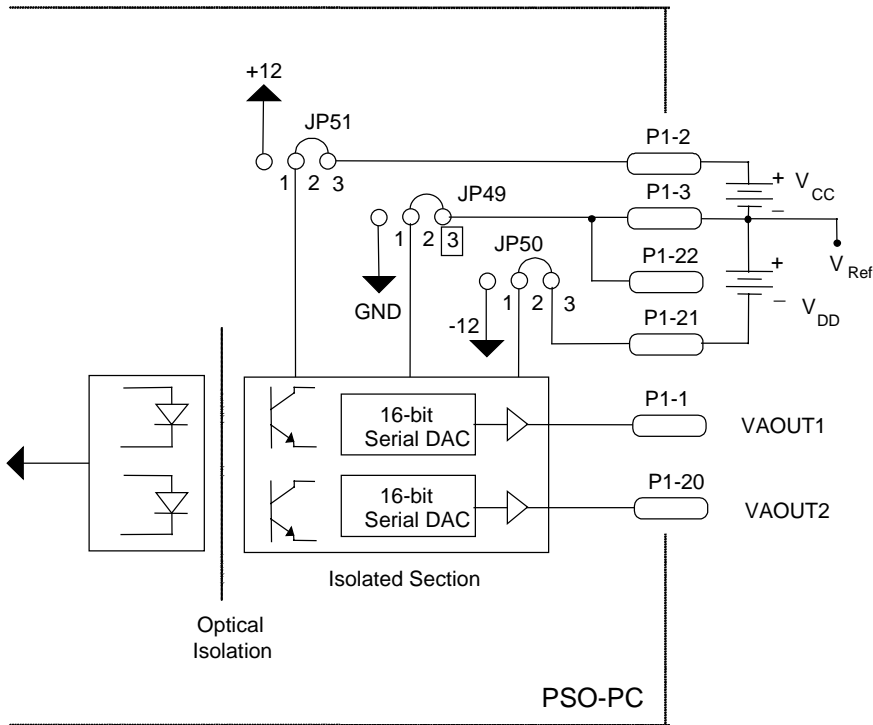 +12
JP51
1 2 3
P1-2
+
V CC
–
JP49
1 2 3
P1-3
GND
JP50
1 2 3
P1-22
V Ref
+
–
V DD
-12
P1-21
16-bit
Serial DAC
P1-1
VAOUT1
16-bit
Serial DAC
P1-20
VAOUT2
Isolated Section
Optical
Isolation
PSO-PC